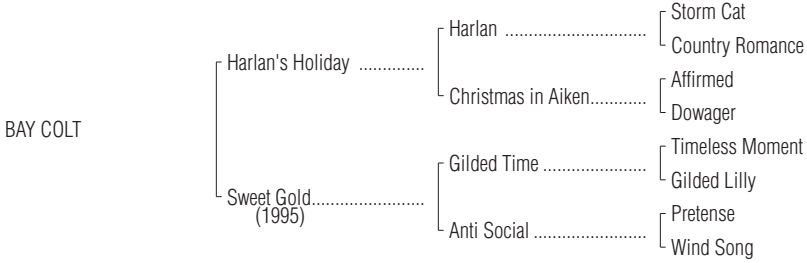 Storm Cat
Harlan ..............................
Country Romance
Harlan's Holiday ..............
Affirmed
Christmas in Aiken............
Dowager
BAY COLT
Timeless Moment
Gilded Time ......................
Gilded Lilly
Sweet Gold........................
(1995)
Pretense
Anti Social ........................
Wind Song